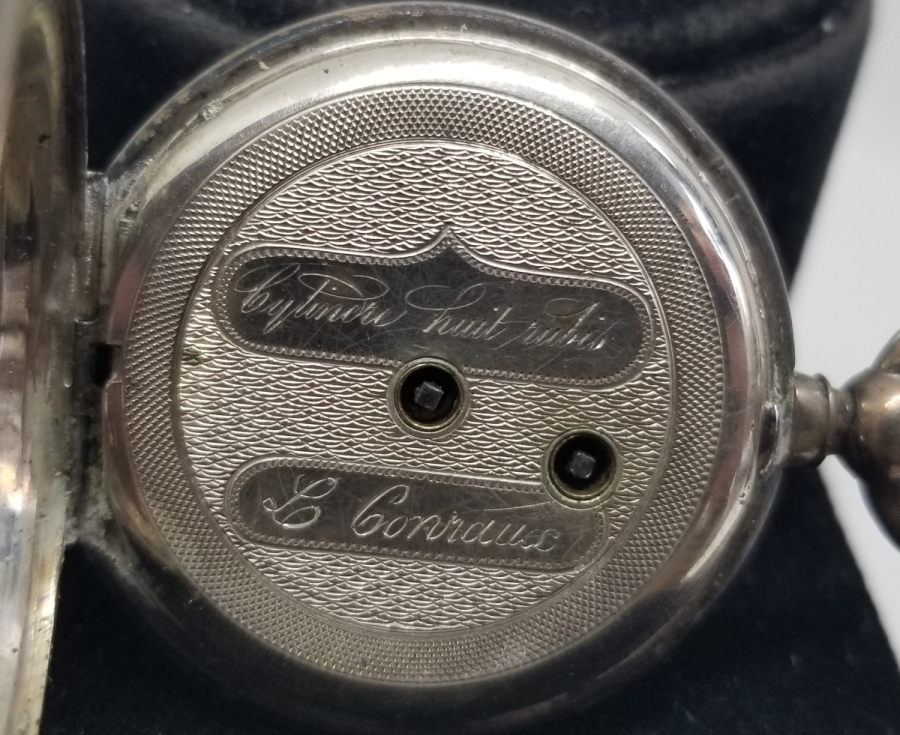 Cylindre huit rubis
L Conraux